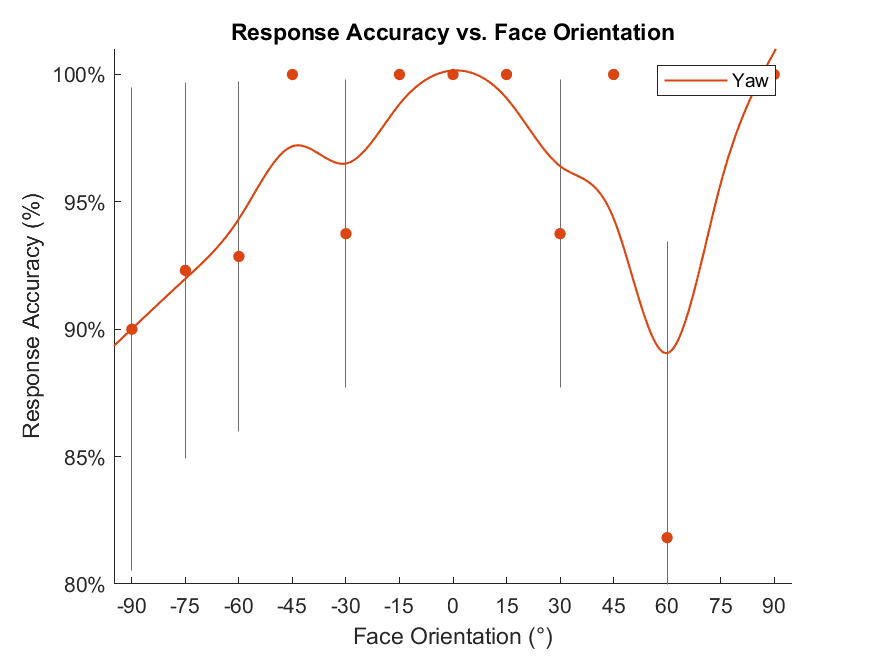 Response Accuracy vs. Face Orientation
100%
95%
90%
85%
80%
Response Accuracy (%)
Yaw
-90 -75 -60 -45 -30 -15 0 15 30 45 60 75 90
Face Orientation (°)